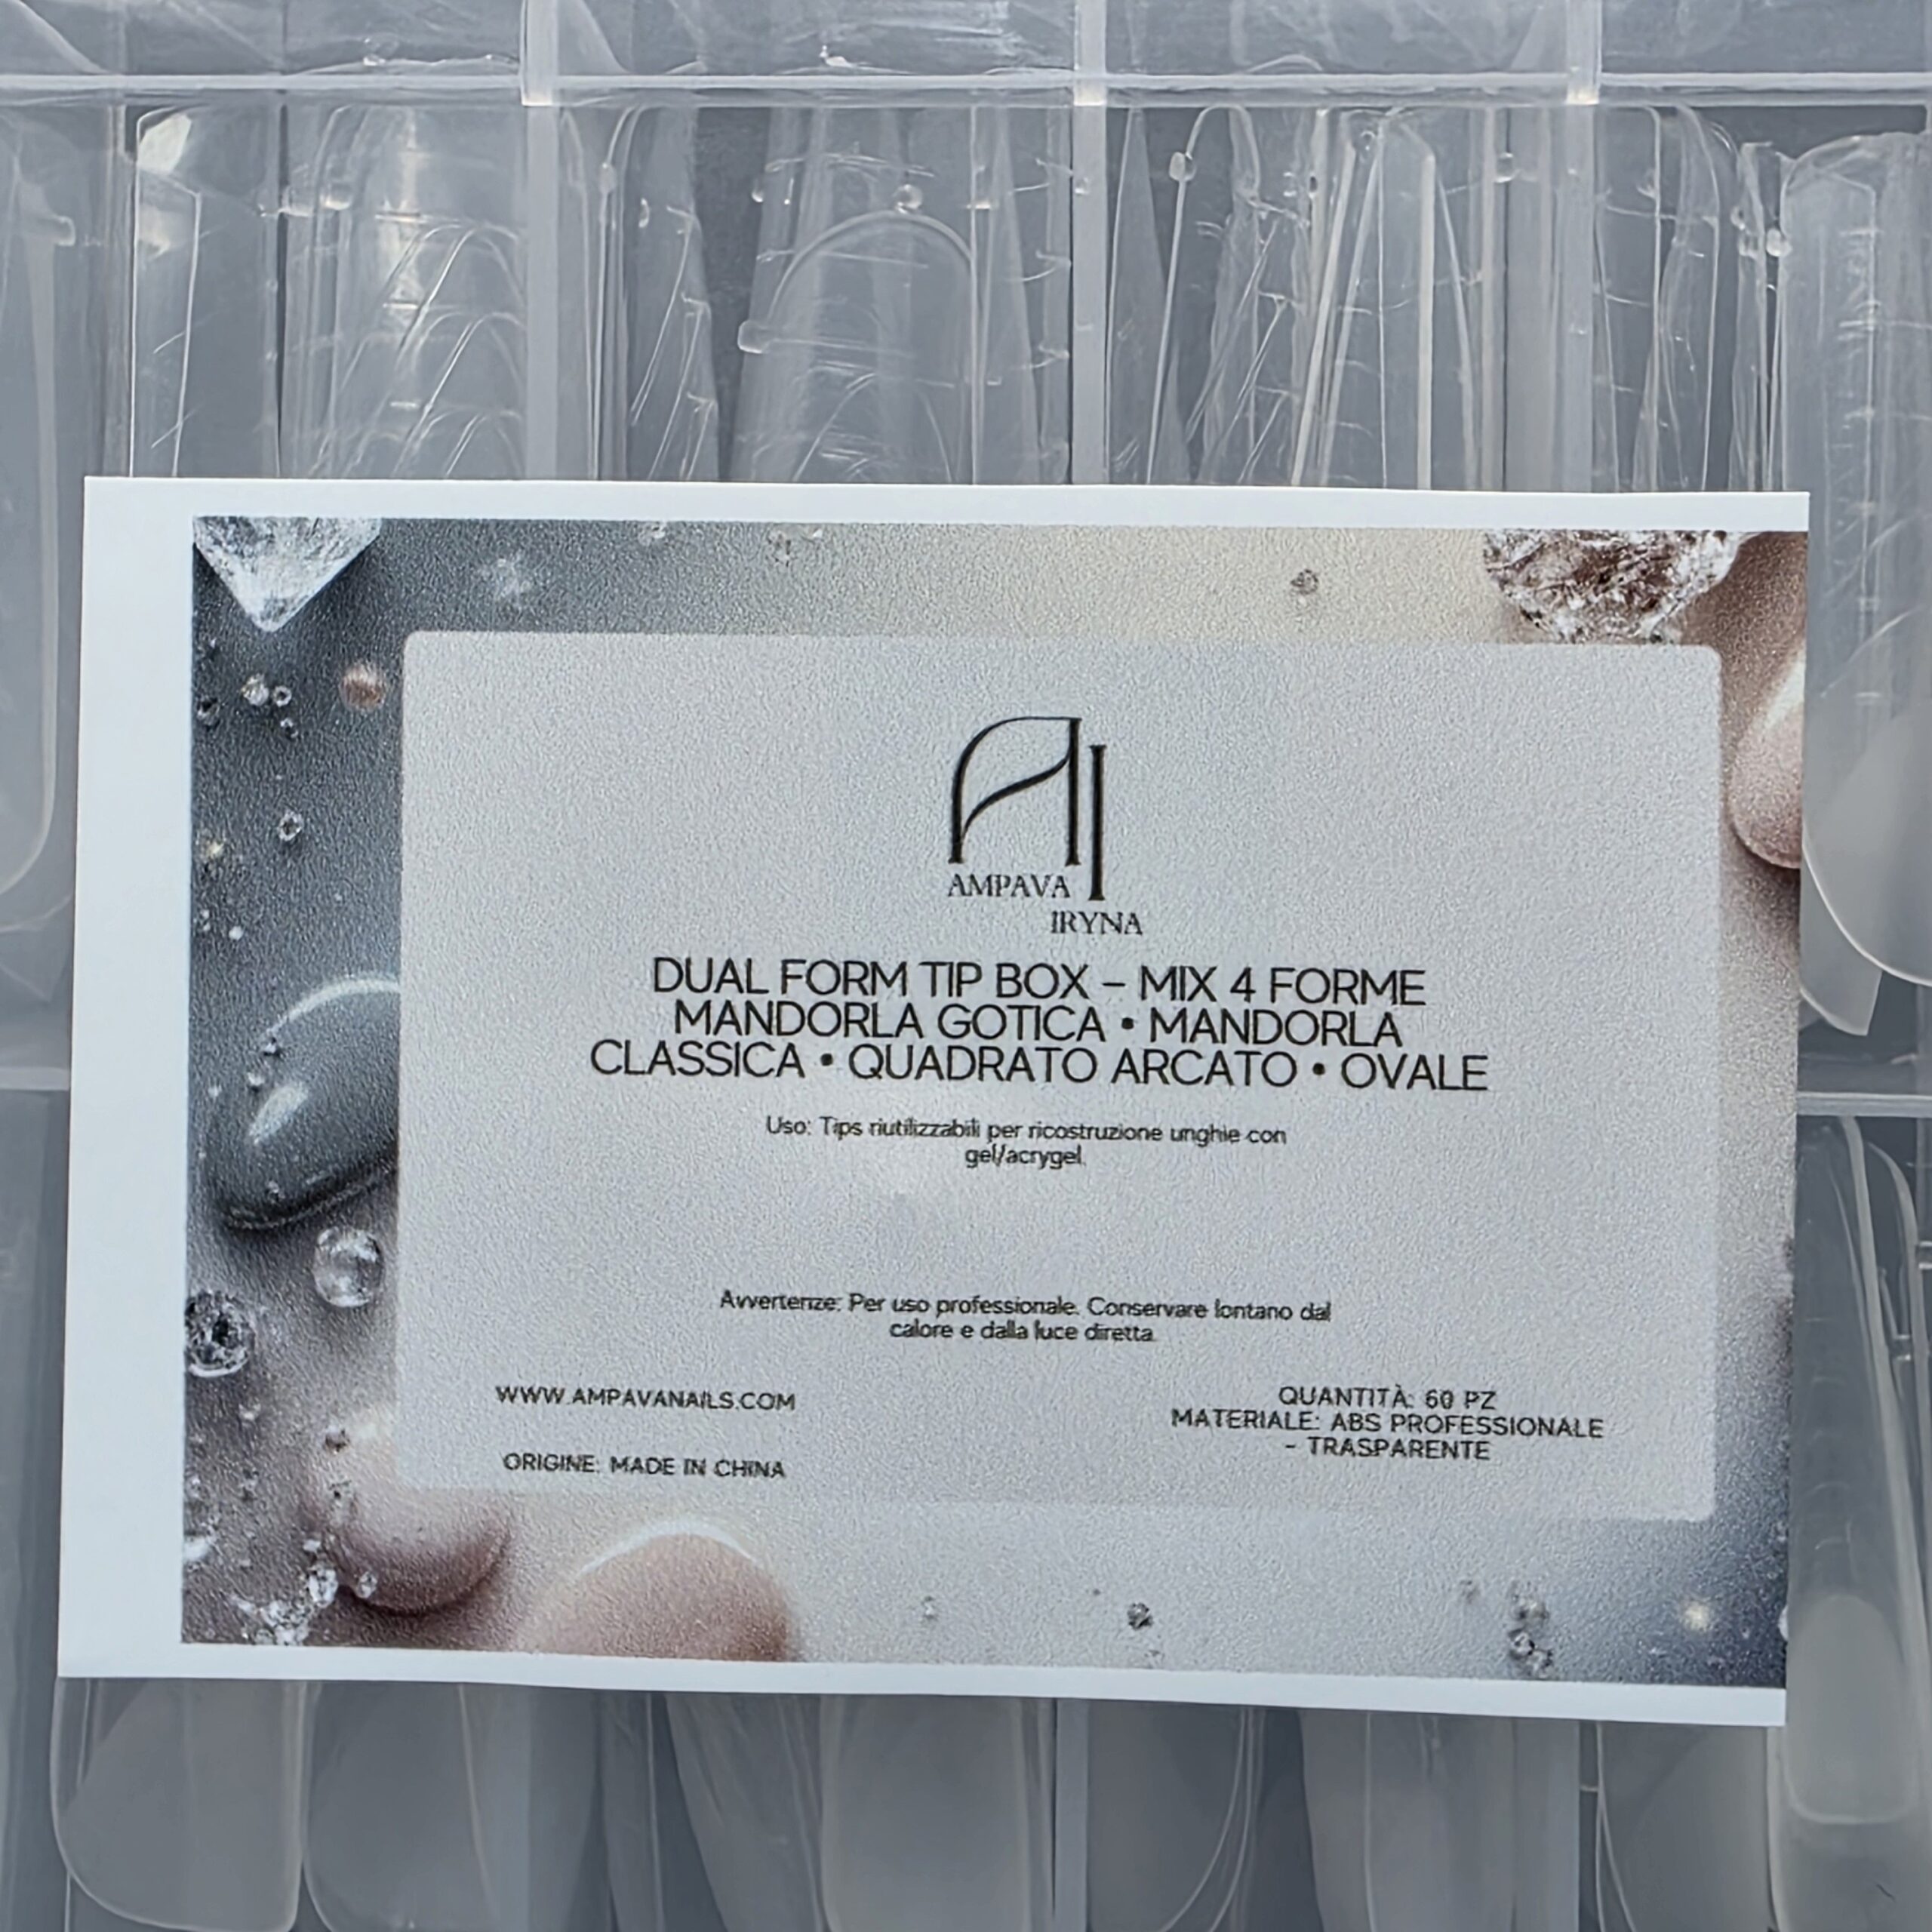 AMPAVA
IRYNA
DUAL FORM TIP BOX – MIX 4 FORME
MANDORLA GOTICA • MANDORLA
CLASSICA • QUADRATO ARCATO • OVALE
Uso: Tips riutilizzabili per ricostruzione unghie con
gel/acrygel.
Avvertenze: Per uso professionale. Conservare lontano dal
calore e dalla luce diretta.
WWW.AMPAVANAILS.COM
ORIGINE: MADE IN CHINA
QUANTITÀ: 60 PZ
MATERIALE: ABS PROFESSIONALE
- TRASPARENTE